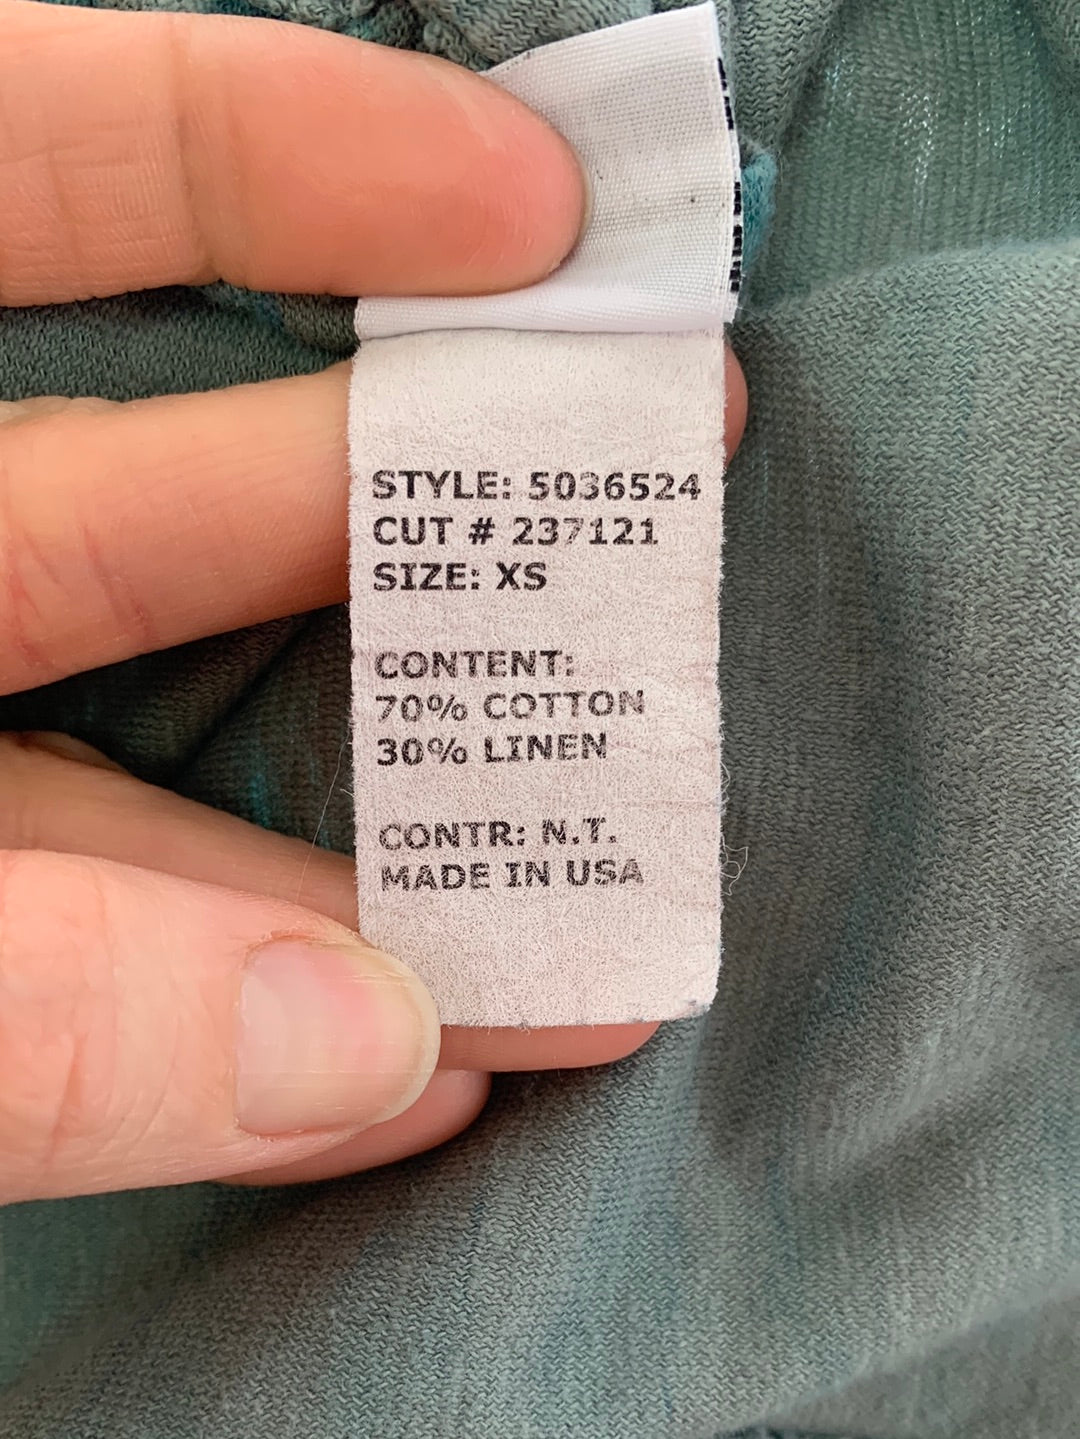 STYLE: 5036524
CUT # 237121
SIZE: XS
CONTENT:
70% COTTON
30% LINEN
CONTR: N.T.
MADE IN USA